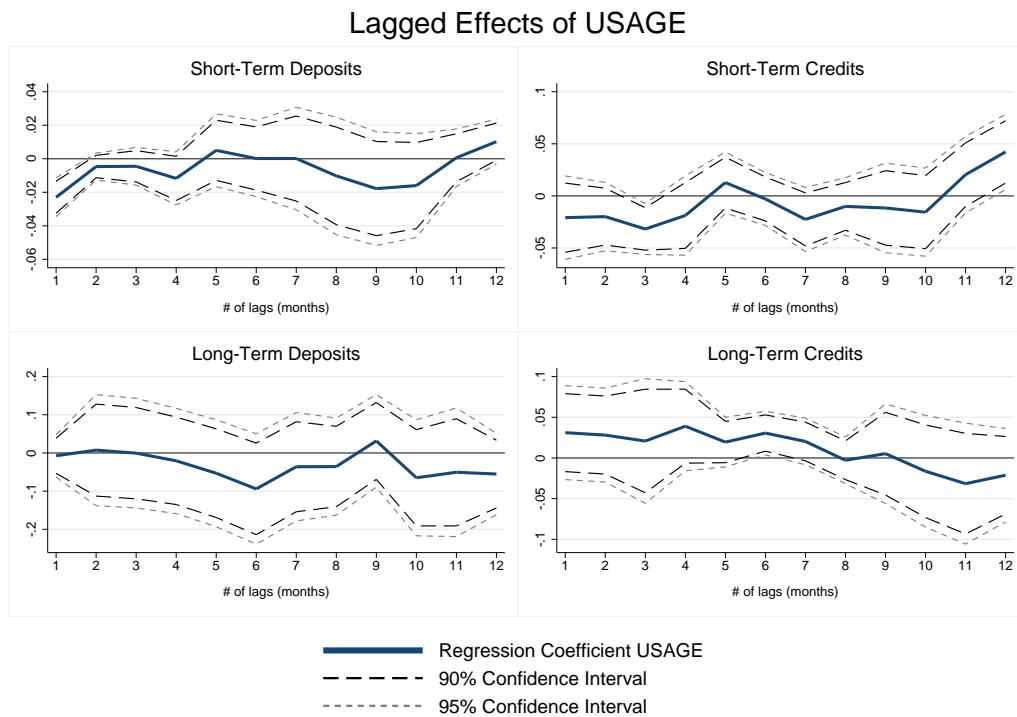 Lagged Effects of USAGE
Short-Term Deposits
.04
.02
0
-.02
-.04
-.06
1 2 3 4 5 6 7 8 9 10 11 12
# of lags (months)
Short-Term Credits
.1
.05
0
-.05
1 2 3 4 5 6 7 8 9 10 11 12
# of lags (months)
Long-Term Deposits
.2
.1
0
-.1
-.2
1 2 3 4 5 6 7 8 9 10 11 12
# of lags (months)
Long-Term Credits
.1
.05
0
-.05
-.1
1 2 3 4 5 6 7 8 9 10 11 12
# of lags (months)
Regression Coefficient USAGE
90% Confidence Interval
95% Confidence Interval